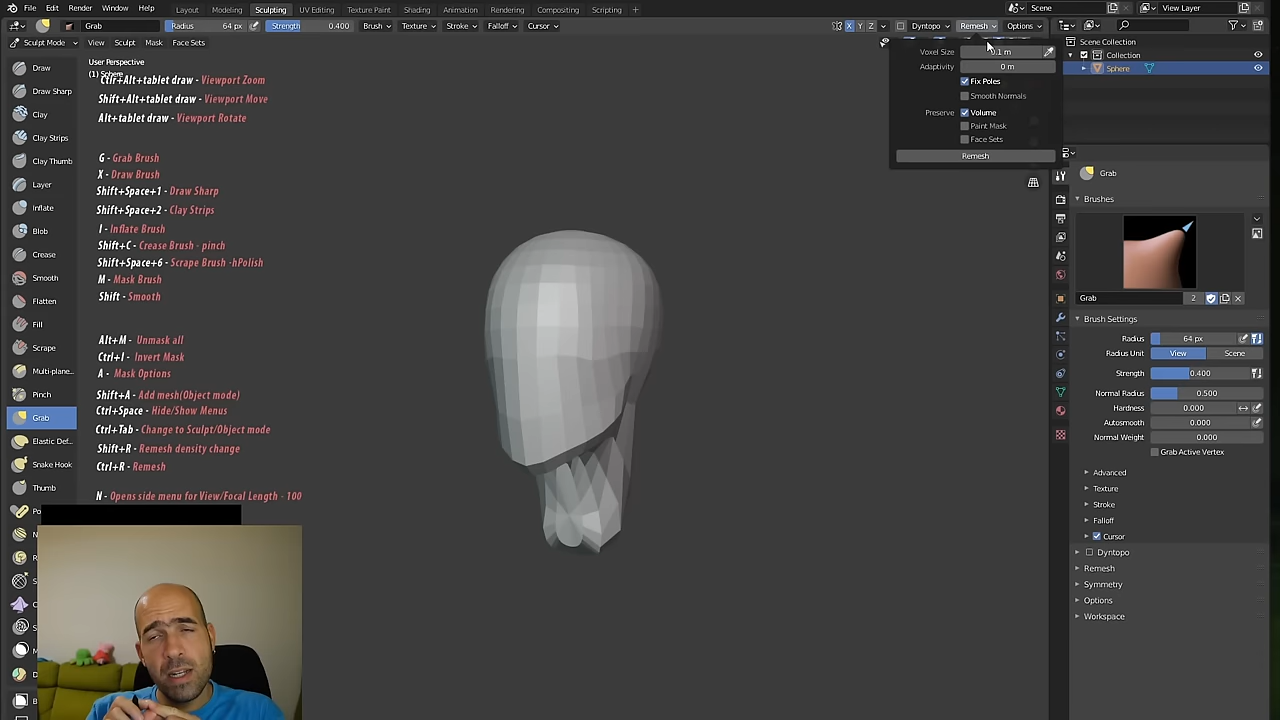 File Edit Render Window Help Layout Modeling Sculpting UV Editing Texture Paint Shading Animation Rendering Compositing Scripting + Scene View Layer
Grab Radius 64 px Strength 0.400 Brush Texture Stroke Falloff Cursor X Y Z Dyntopo Remesh Options
Sculpt Mode View Sculpt Mask Face Sets
Scene Collection
Collection
Sphere
User Perspective
(1) Sphere
Ctrl+Alt+tablet draw - Viewport Zoom
Shift+Alt+tablet draw - Viewport Move
Alt+tablet draw - Viewport Rotate
G - Grab Brush
X - Draw Brush
Shift+Space+1 - Draw Sharp
Shift+Space+2 - Clay Strips
I - Inflate Brush
Shift+C - Crease Brush - pinch
Shift+Space+6 - Scrape Brush -hPolish
M - Mask Brush
Shift - Smooth
Alt+M - Unmask all
Ctrl+I - Invert Mask
A - Mask Options
Shift+A - Add mesh(Object mode)
Ctrl+Space - Hide/Show Menus
Ctrl+Tab - Change to Sculpt/Object mode
Shift+R - Remesh density change
Ctrl+R - Remesh
N - Opens side menu for View/Focal Length - 100
Draw
Draw Sharp
Clay
Clay Strips
Clay Thumb
Layer
Inflate
Blob
Crease
Smooth
Flatten
Fill
Scrape
Multi-plane...
Pinch
Grab
Elastic Def...
Snake Hook
Thumb
Voxel Size
Adaptivity 0 m
Fix Poles
Smooth Normals
Preserve Volume
Paint Mask
Face Sets
Remesh
Grab
Brushes
Grab 2
Brush Settings
Radius 64 px
Radius Unit View Scene
Strength 0.400
Normal Radius 0.500
Hardness 0.000
Autosmooth 0.000
Normal Weight 0.000
Grab Active Vertex
Advanced
Texture
Stroke
Falloff
Cursor
Dyntopo
Remesh
Symmetry
Options
Workspace